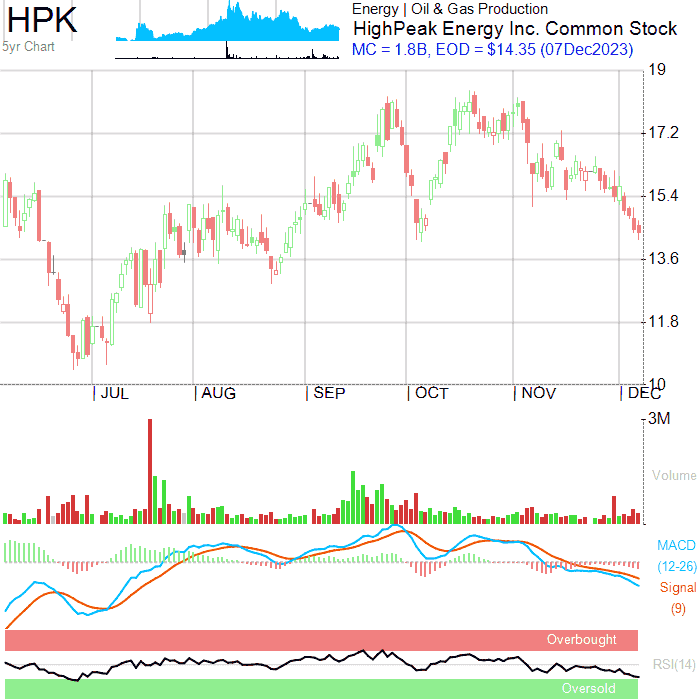 HPK
5yr Chart
Energy | Oil & Gas Production
HighPeak Energy Inc. Common Stock
MC = 1.8B, EOD = $14.35 (07Dec2023)
19
17.2
15.4
13.6
11.8
10
JUL AUG SEP OCT NOV DEC
3M
Volume
MACD
(12-26)
Signal
(9)
Overbought
RSI(14)
Oversold